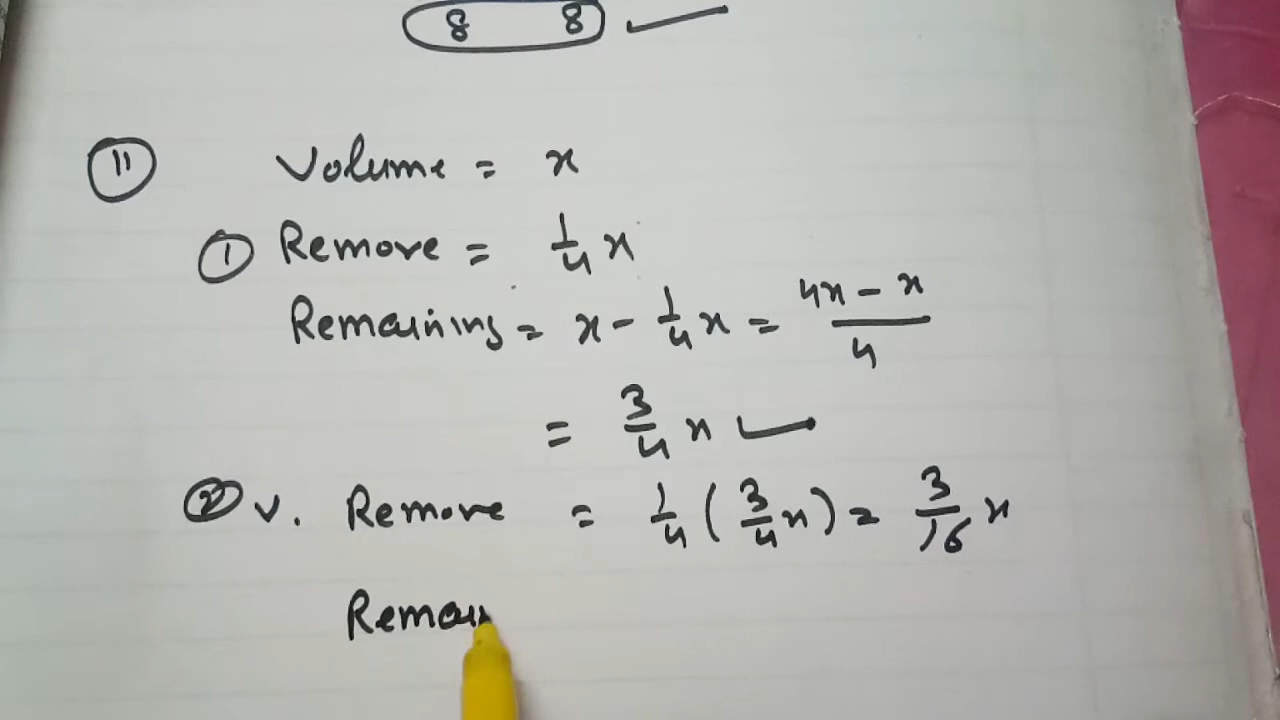 8 8
11 Volume = x
① Remove = 1/4 x
Remaining = x - 1/4 x = (4x - x)/4
= 3/4 x
② V. Remove = 1/4 (3/4 x) = 3/16 x
Remai